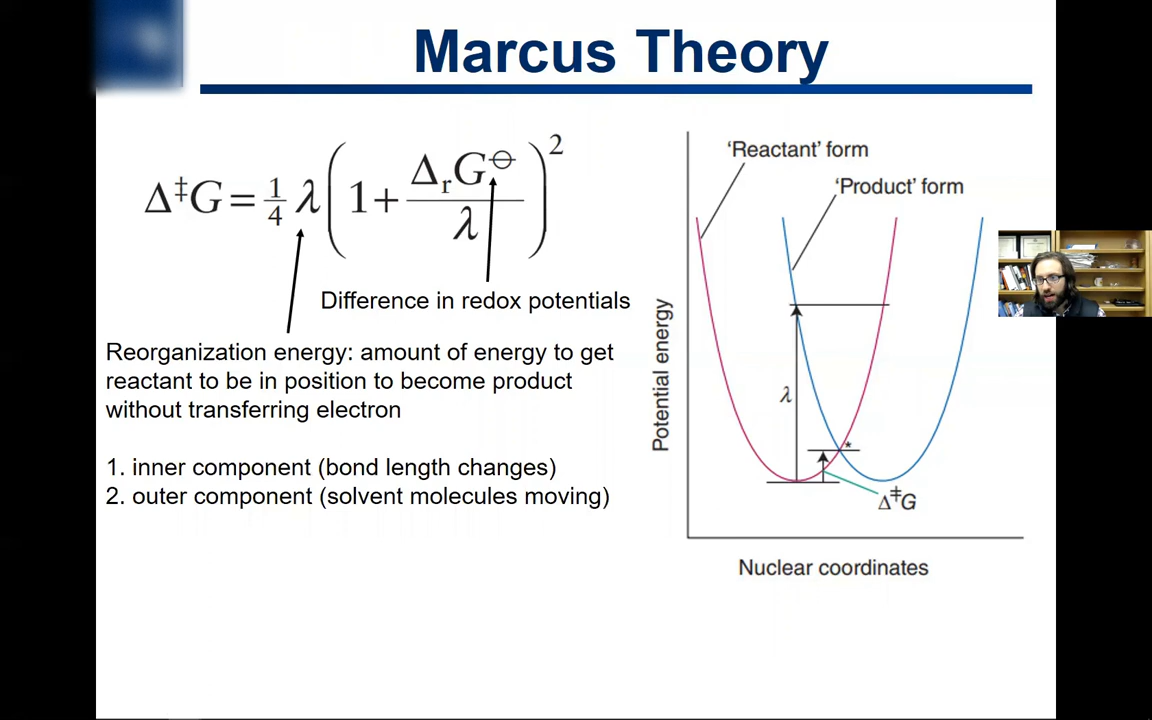 Marcus Theory
Δ‡G = 1/4 λ (1 + ΔrG⦵/λ)²
Difference in redox potentials
Reorganization energy: amount of energy to get
reactant to be in position to become product
without transferring electron
1. inner component (bond length changes)
2. outer component (solvent molecules moving)
'Reactant' form
'Product' form
Potential energy
λ
*
Δ‡G
Nuclear coordinates